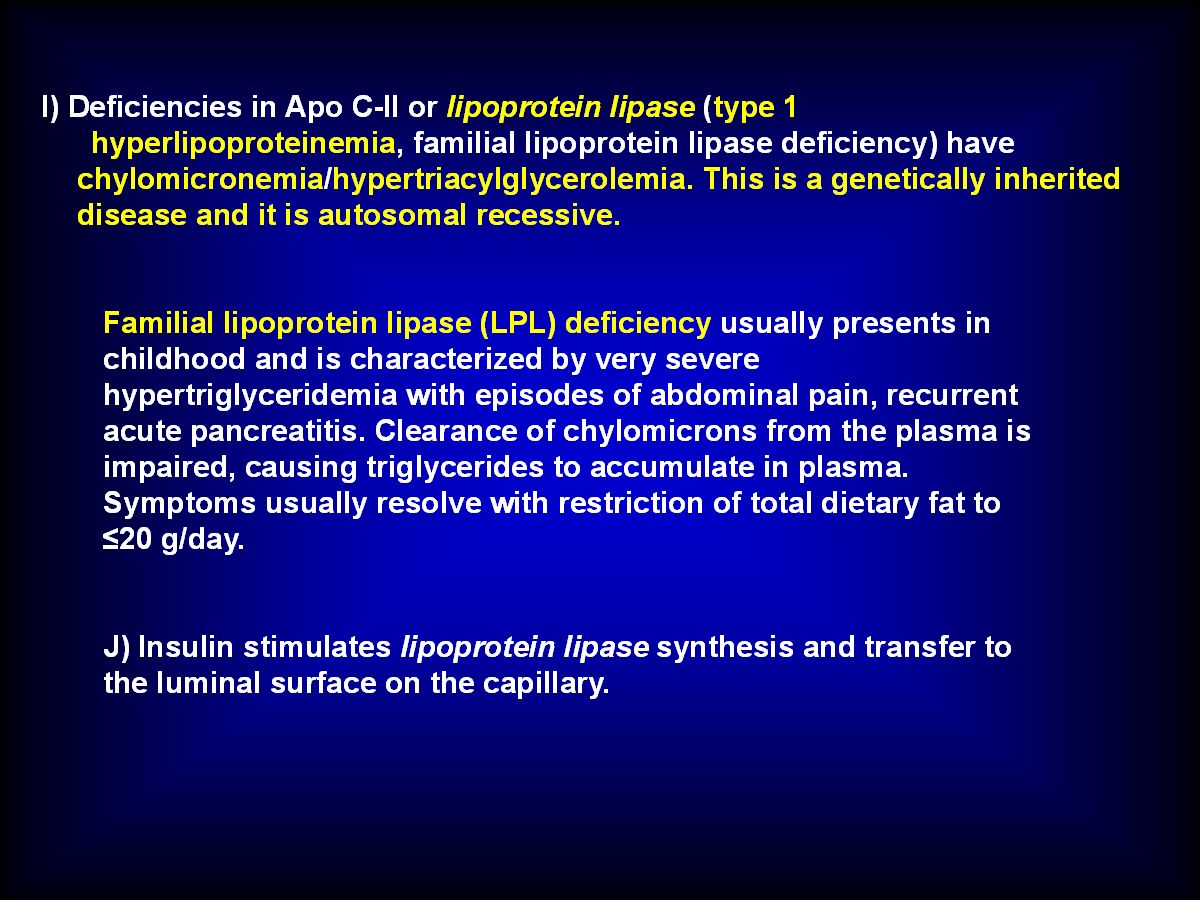 I) Deficiencies in Apo C-II or lipoprotein lipase (type 1
hyperlipoproteinemia, familial lipoprotein lipase deficiency) have
chylomicronemia/hypertriacylglycerolemia. This is a genetically inherited
disease and it is autosomal recessive.
Familial lipoprotein lipase (LPL) deficiency usually presents in
childhood and is characterized by very severe
hypertriglyceridemia with episodes of abdominal pain, recurrent
acute pancreatitis. Clearance of chylomicrons from the plasma is
impaired, causing triglycerides to accumulate in plasma.
Symptoms usually resolve with restriction of total dietary fat to
≤20 g/day.
J) Insulin stimulates lipoprotein lipase synthesis and transfer to
the luminal surface on the capillary.